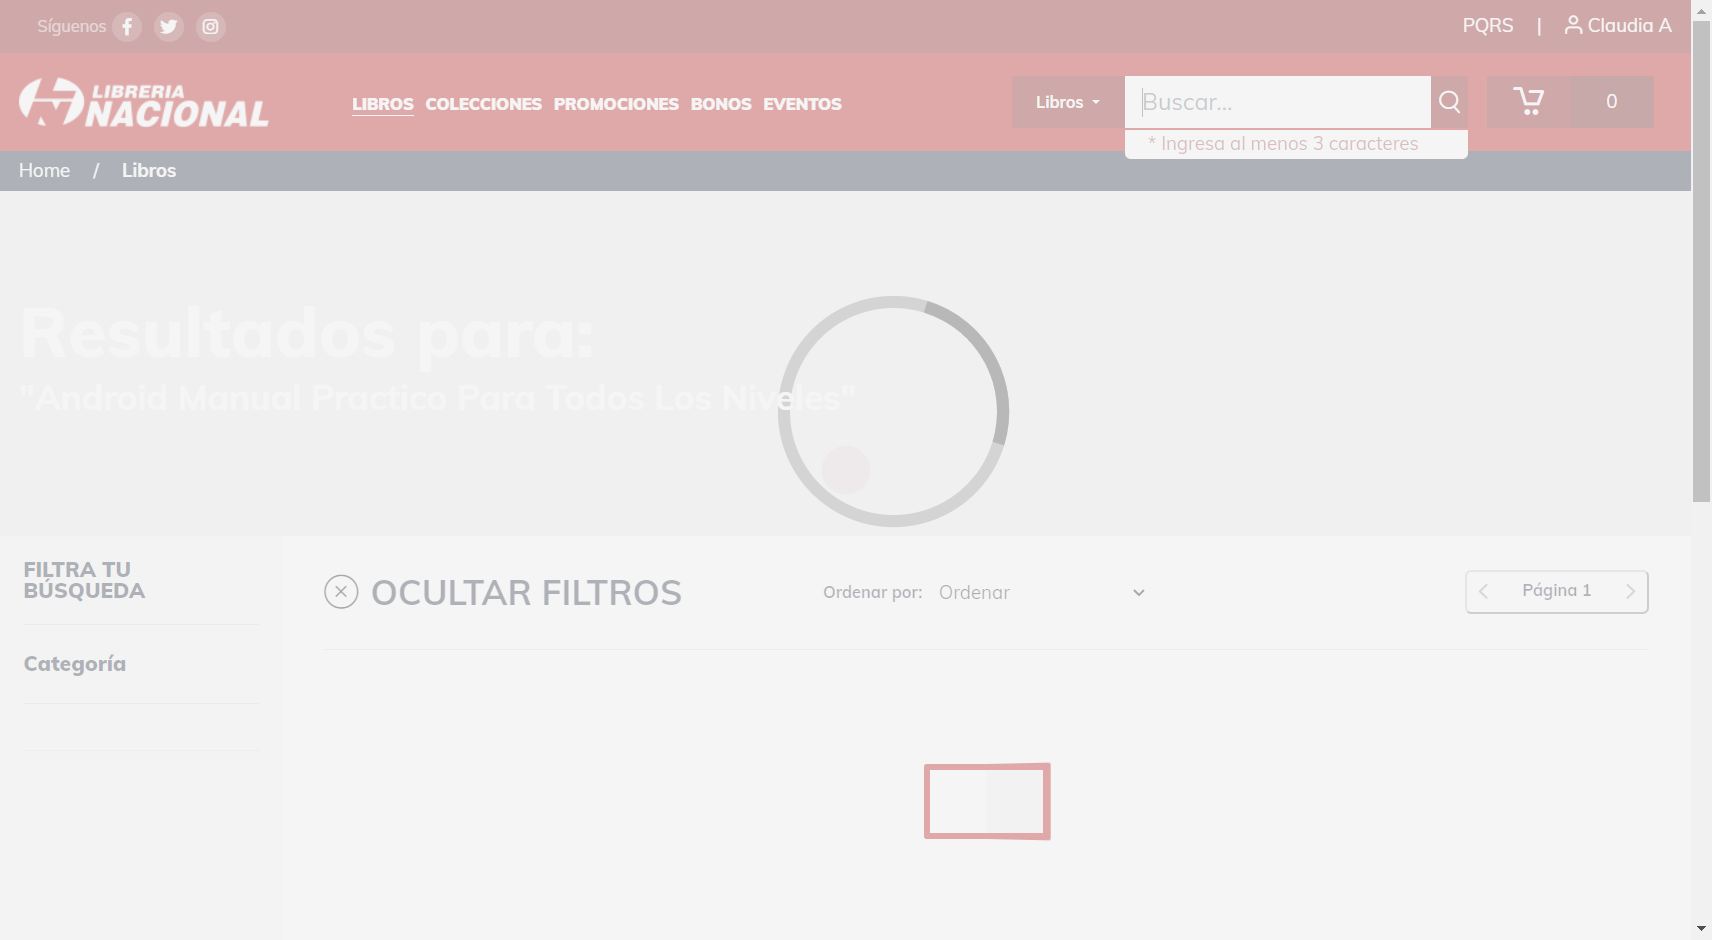 Síguenos
PQRS | Claudia A
LIBRERIA
NACIONAL
LIBROS COLECCIONES PROMOCIONES BONOS EVENTOS
Libros
Buscar...
0
* Ingresa al menos 3 caracteres
Home / Libros
Resultados para:
"Android Manual Practico Para Todos Los Niveles"
FILTRA TU
BÚSQUEDA
OCULTAR FILTROS
Ordenar por: Ordenar
Página 1
Categoría